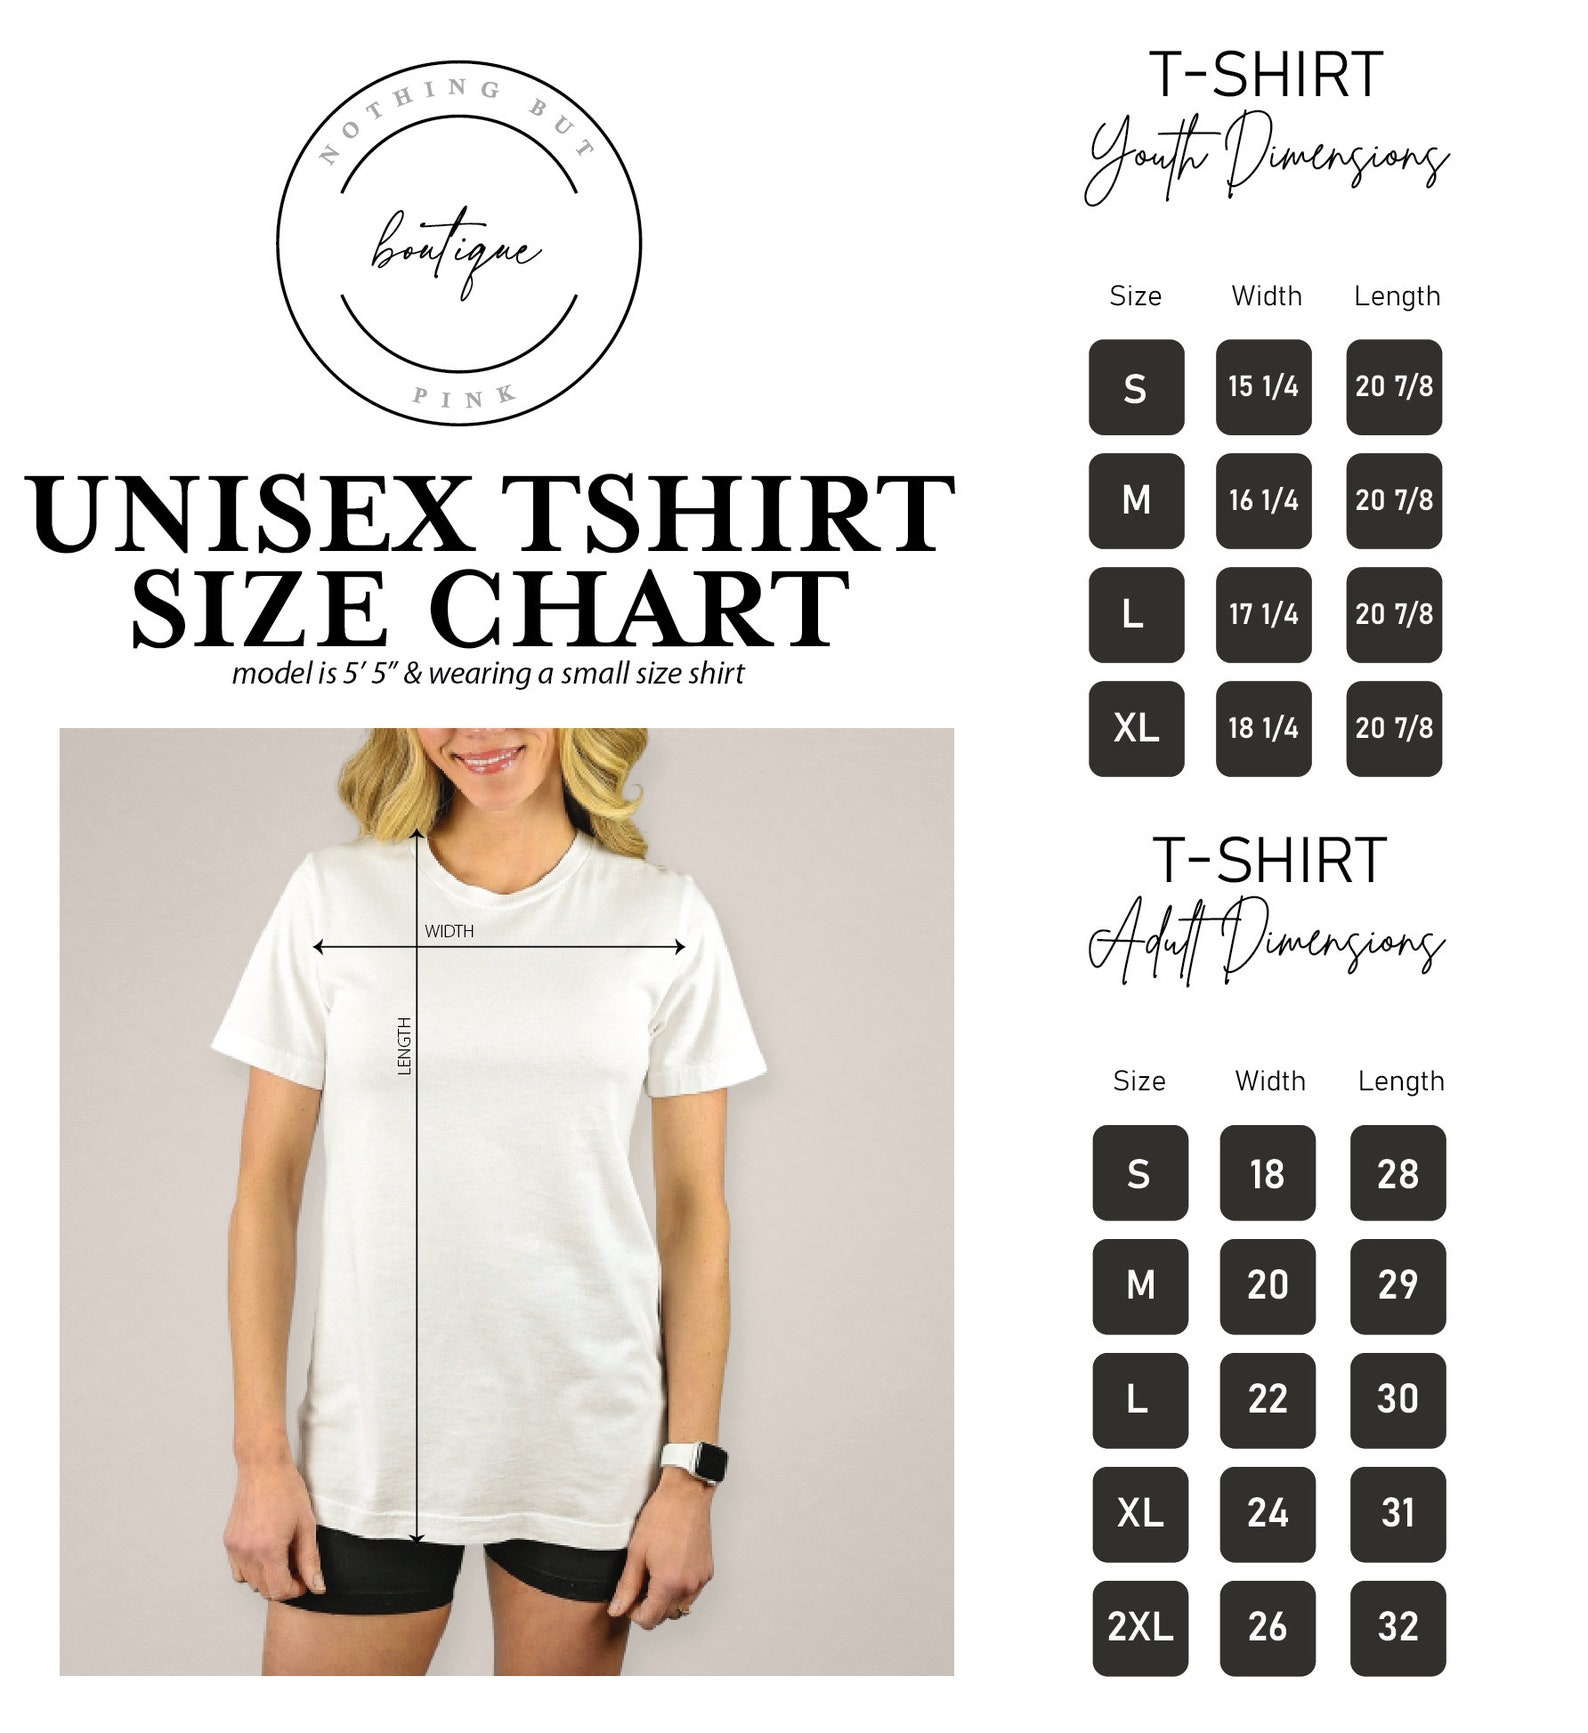 NOTHING BUT
boutique
PINK
UNISEX TSHIRT
SIZE CHART
model is 5' 5" & wearing a small size shirt
WIDTH
LENGTH
T-SHIRT
Youth Dimensions
Size Width Length
S 15 1/4 20 7/8
M 16 1/4 20 7/8
L 17 1/4 20 7/8
XL 18 1/4 20 7/8
T-SHIRT
Adult Dimensions
Size Width Length
S 18 28
M 20 29
L 22 30
XL 24 31
2XL 26 32